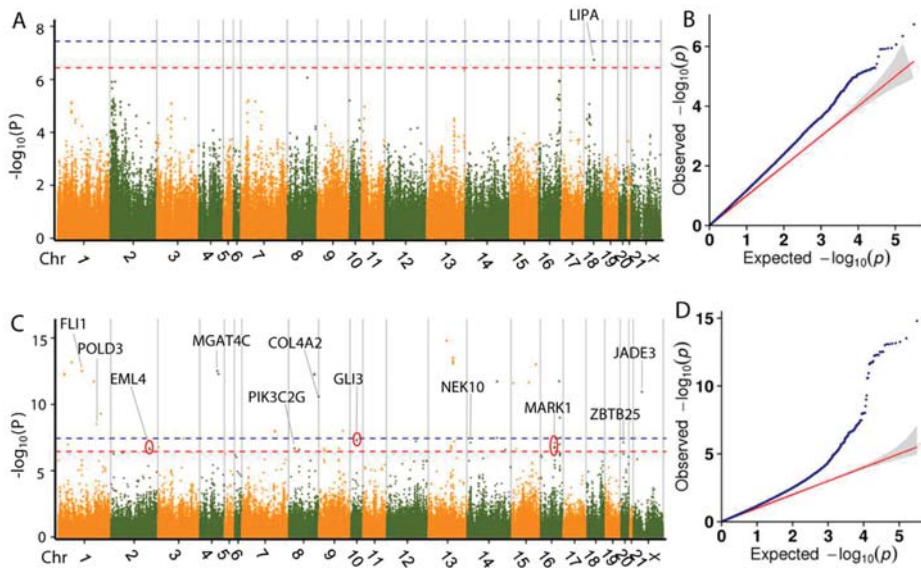 A
LIPA
8
6
4
2
0
-log10(P)
Chr 1 2 3 4 5 6 7 8 9 10 11 12 13 14 15 16 17 18 19 20 21 X
B
Observed −log10(p)
6
4
2
0
0 1 2 3 4 5
Expected −log10(p)
C
FLI1
POLD3
EML4
MGAT4C
COL4A2
PIK3C2G
GLI3
NEK10
MARK1
ZBTB25
JADE3
15
10
5
0
-log10(P)
Chr 1 2 3 4 5 6 7 8 9 10 11 12 13 14 15 16 17 18 19 20 21 X
D
Observed −log10(p)
15
10
5
0
0 1 2 3 4 5
Expected −log10(p)